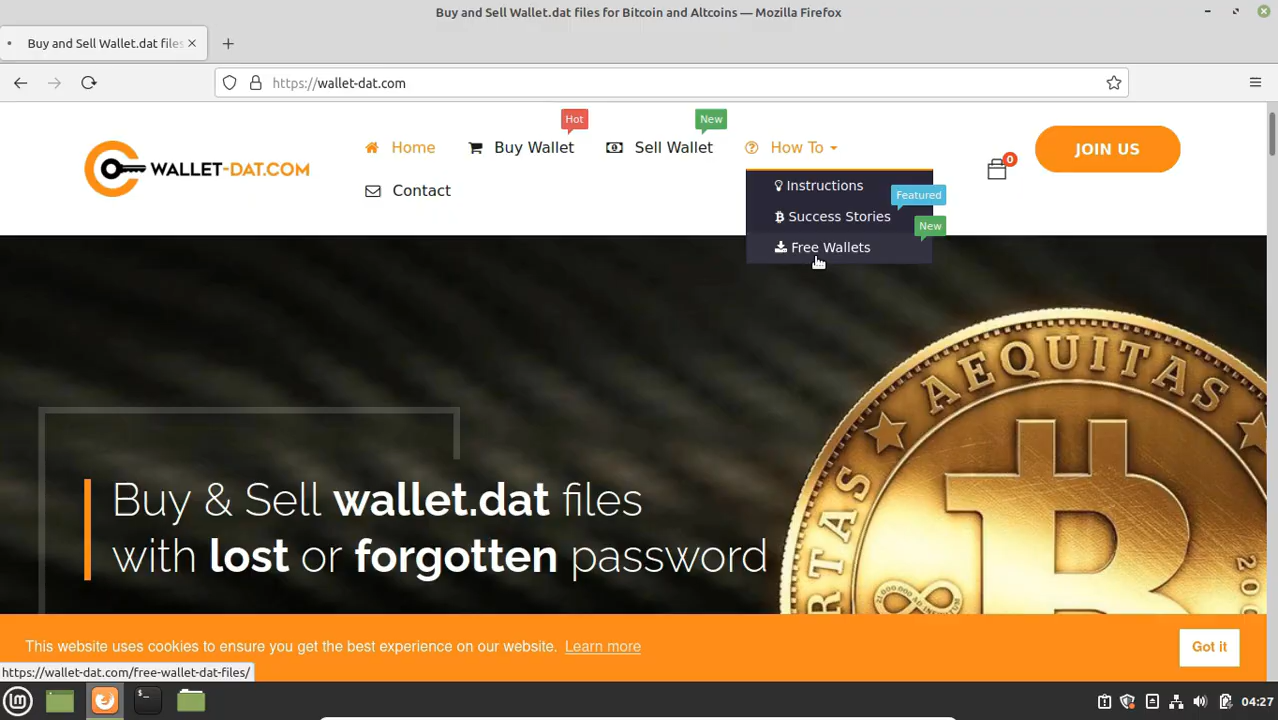 Buy and Sell Wallet.dat files for Bitcoin and Altcoins — Mozilla Firefox
Buy and Sell Wallet.dat files
https://wallet-dat.com
Hot
New
WALLET-DAT.COM
Home
Buy Wallet
Sell Wallet
How To
0
JOIN US
Contact
Instructions
Featured
Success Stories
New
Free Wallets
AEQUITAS
Buy & Sell wallet.dat files
with lost or forgotten password
This website uses cookies to ensure you get the best experience on our website. Learn more
Got it
https://wallet-dat.com/free-wallet-dat-files/
04:27